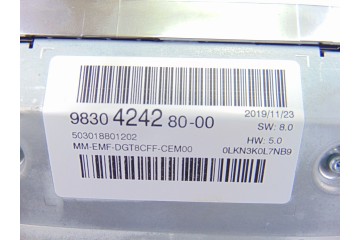 9830 4242 80-00
2019/11/23
SW: 8.0
503018801202
HW: 5.0
MM-EMF-DGT8CFF-CEM00
0LKN3K0L7NB9